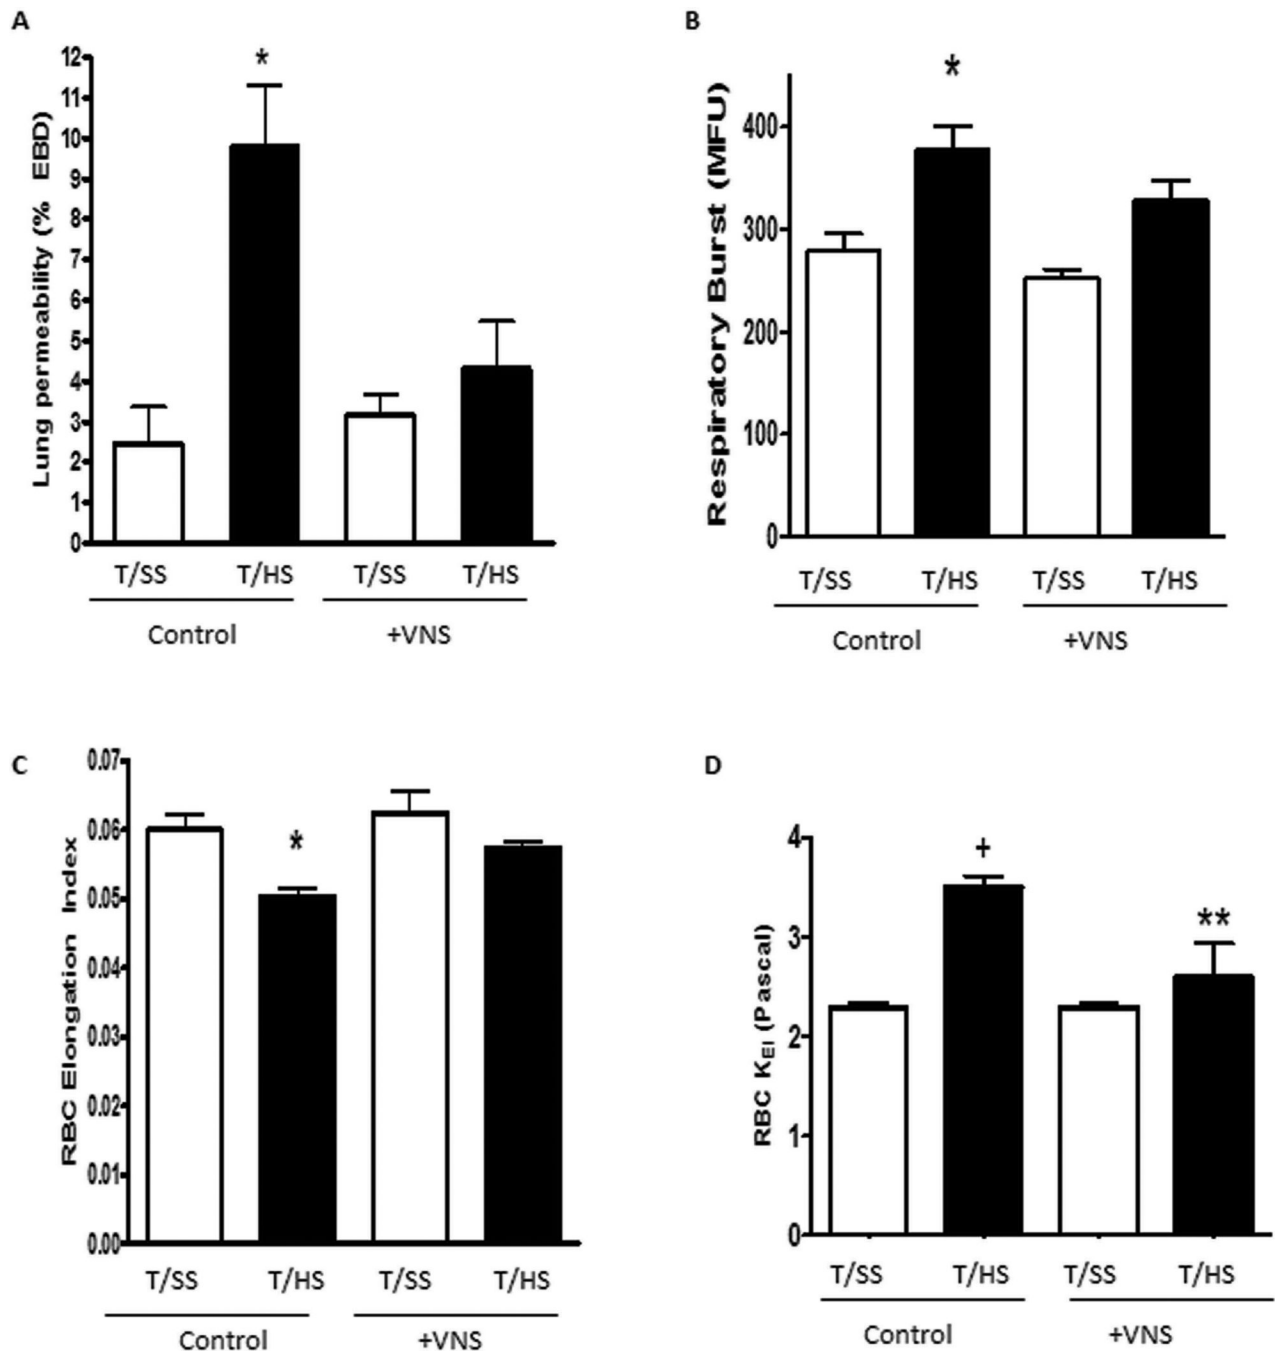 A
*
12
11
10
9
8
7
6
5
4
3
2
1
0
Lung permeability (% EBD)
T/SS T/HS T/SS T/HS
Control +VNS
B
*
400
300
200
100
0
Respiratory Burst (MFU)
T/SS T/HS T/SS T/HS
Control +VNS
C
*
0.07
0.06
0.05
0.04
0.03
0.02
0.01
0.00
RBC Elongation Index
T/SS T/HS T/SS T/HS
Control +VNS
D
+
**
4
3
2
1
0
RBC KEI (Pascal)
T/SS T/HS T/SS T/HS
Control +VNS